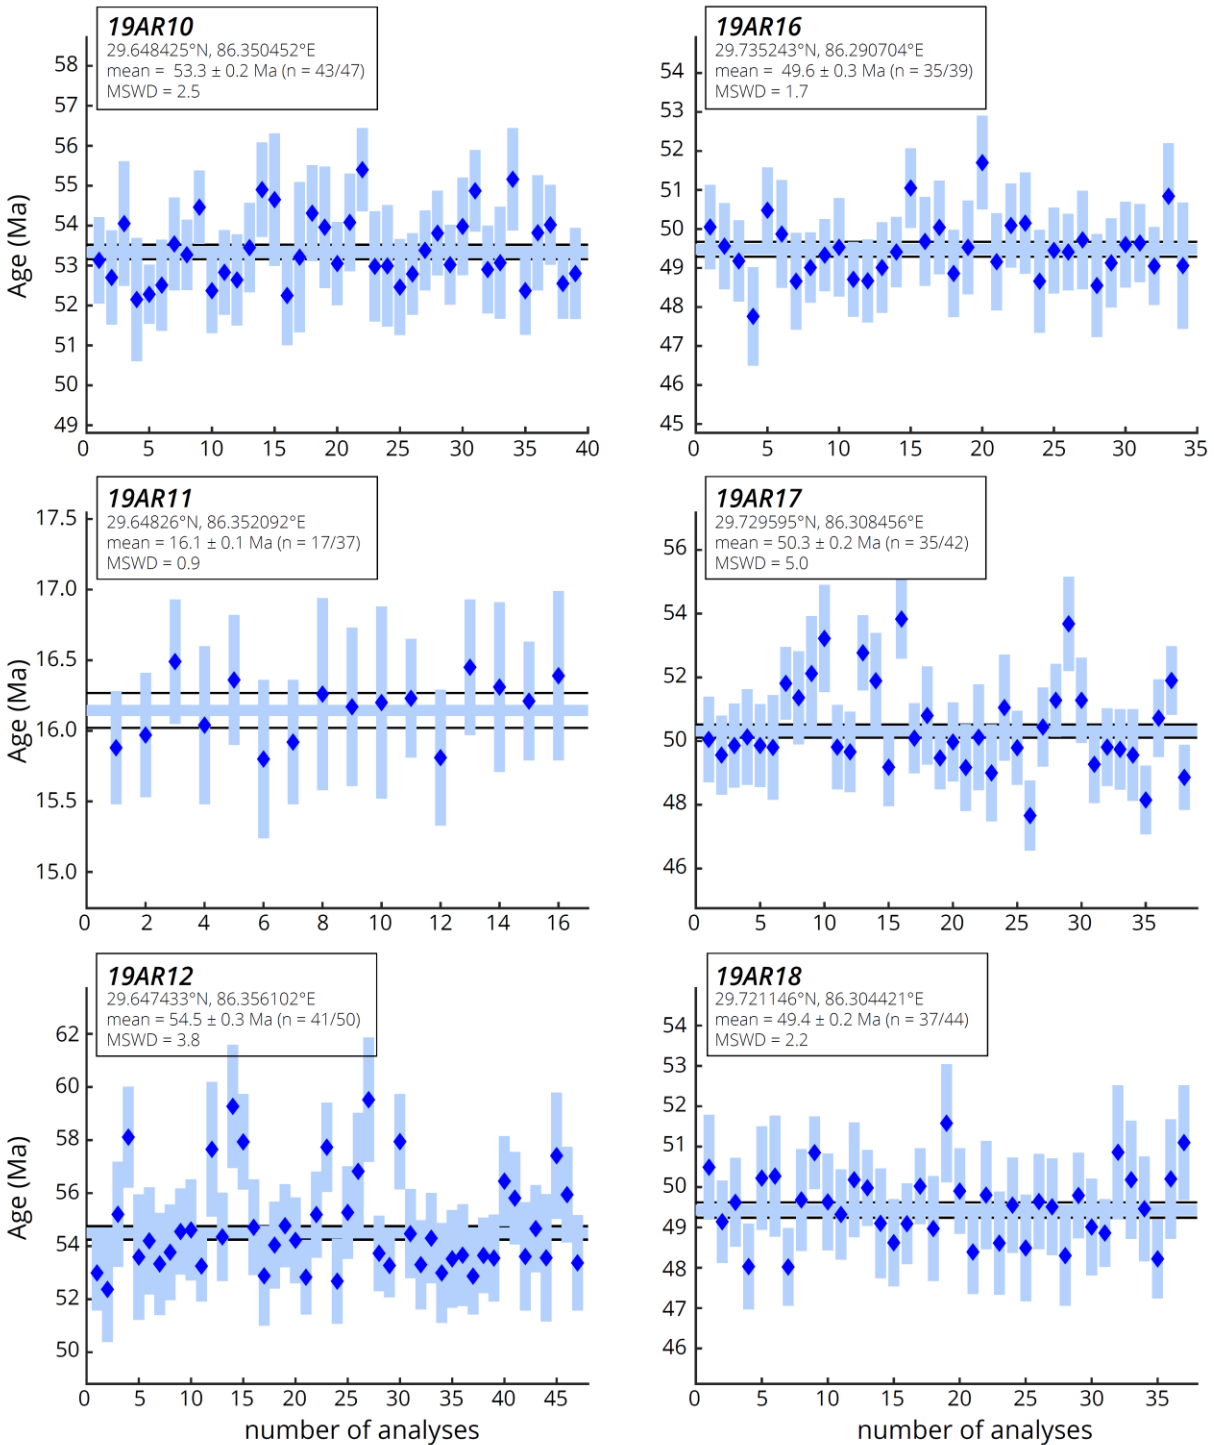 19AR10
29.648425°N, 86.350452°E
mean = 53.3 ± 0.2 Ma (n = 43/47)
MSWD = 2.5
Age (Ma)
58
57
56
55
54
53
52
51
50
49
0 5 10 15 20 25 30 35 40
19AR16
29.735243°N, 86.290704°E
mean = 49.6 ± 0.3 Ma (n = 35/39)
MSWD = 1.7
54
53
52
51
50
49
48
47
46
45
0 5 10 15 20 25 30 35
19AR11
29.64826°N, 86.352092°E
mean = 16.1 ± 0.1 Ma (n = 17/37)
MSWD = 0.9
Age (Ma)
17.5
17.0
16.5
16.0
15.5
15.0
0 2 4 6 8 10 12 14 16
19AR17
29.729595°N, 86.308456°E
mean = 50.3 ± 0.2 Ma (n = 35/42)
MSWD = 5.0
56
54
52
50
48
46
0 5 10 15 20 25 30 35
19AR12
29.647433°N, 86.356102°E
mean = 54.5 ± 0.3 Ma (n = 41/50)
MSWD = 3.8
Age (Ma)
62
60
58
56
54
52
50
0 5 10 15 20 25 30 35 40 45
number of analyses
19AR18
29.721146°N, 86.304421°E
mean = 49.4 ± 0.2 Ma (n = 37/44)
MSWD = 2.2
54
53
52
51
50
49
48
47
46
0 5 10 15 20 25 30 35
number of analyses